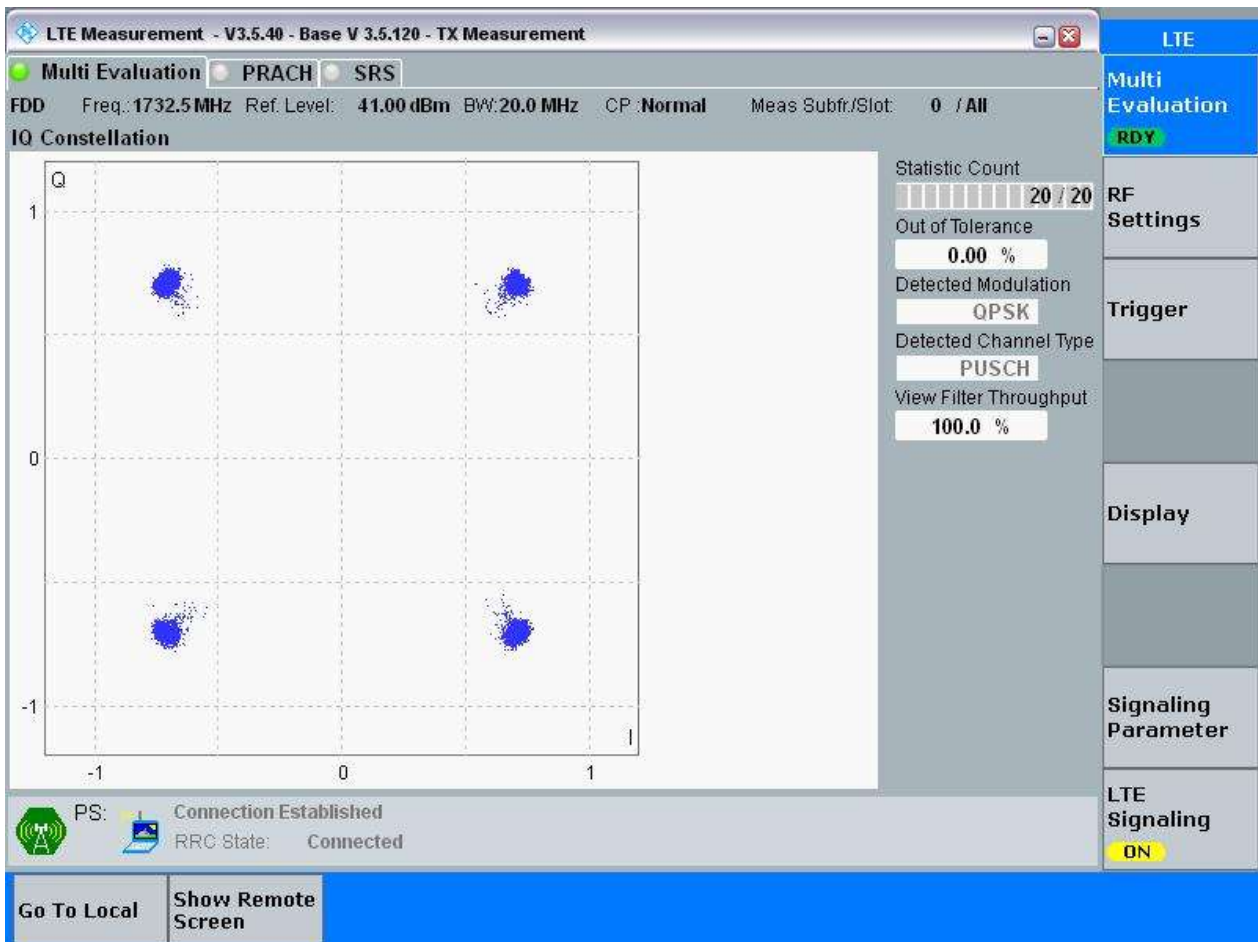 LTE Measurement - V3.5.40 - Base V 3.5.120 - TX Measurement
LTE
Multi Evaluation PRACH SRS
FDD Freq.: 1732.5 MHz Ref. Level: 41.00 dBm BW: 20.0 MHz CP : Normal Meas Subfr./Slot: 0 / All
IQ Constellation
Q
1
0
-1
I
-1 0 1
Statistic Count
20 / 20
Out of Tolerance
0.00 %
Detected Modulation
QPSK
Detected Channel Type
PUSCH
View Filter Throughput
100.0 %
Multi
Evaluation
RDY
RF
Settings
Trigger
Display
Signaling
Parameter
LTE
Signaling
ON
PS: Connection Established
RRC State: Connected
Go To Local
Show Remote
Screen